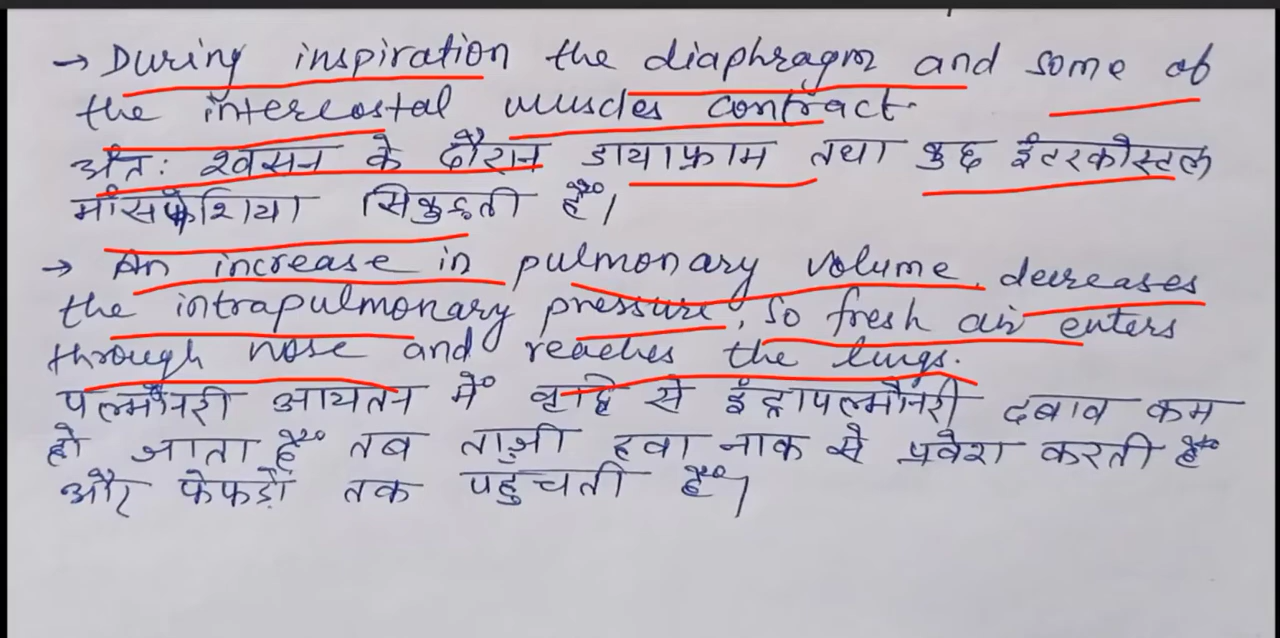 → During inspiration the diaphragm and some of
the intercostal muscles contract.
अंत: श्वसन के दौरान डायाफ्राम तथा कुछ इंटरकोस्टल
मांसपेशिया सिकुड़ती हैं।
→ An increase in pulmonary volume decreases
the intrapulmonary pressure, so fresh air enters
through nose and reaches the lungs.
पल्मोनरी आयतन में वृद्धि से इंट्रापल्मोनरी दबाव कम
हो जाता हैं तब ताज़ी हवा नाक से प्रवेश करती हैं
और फेफड़ों तक पहुचती हैं।